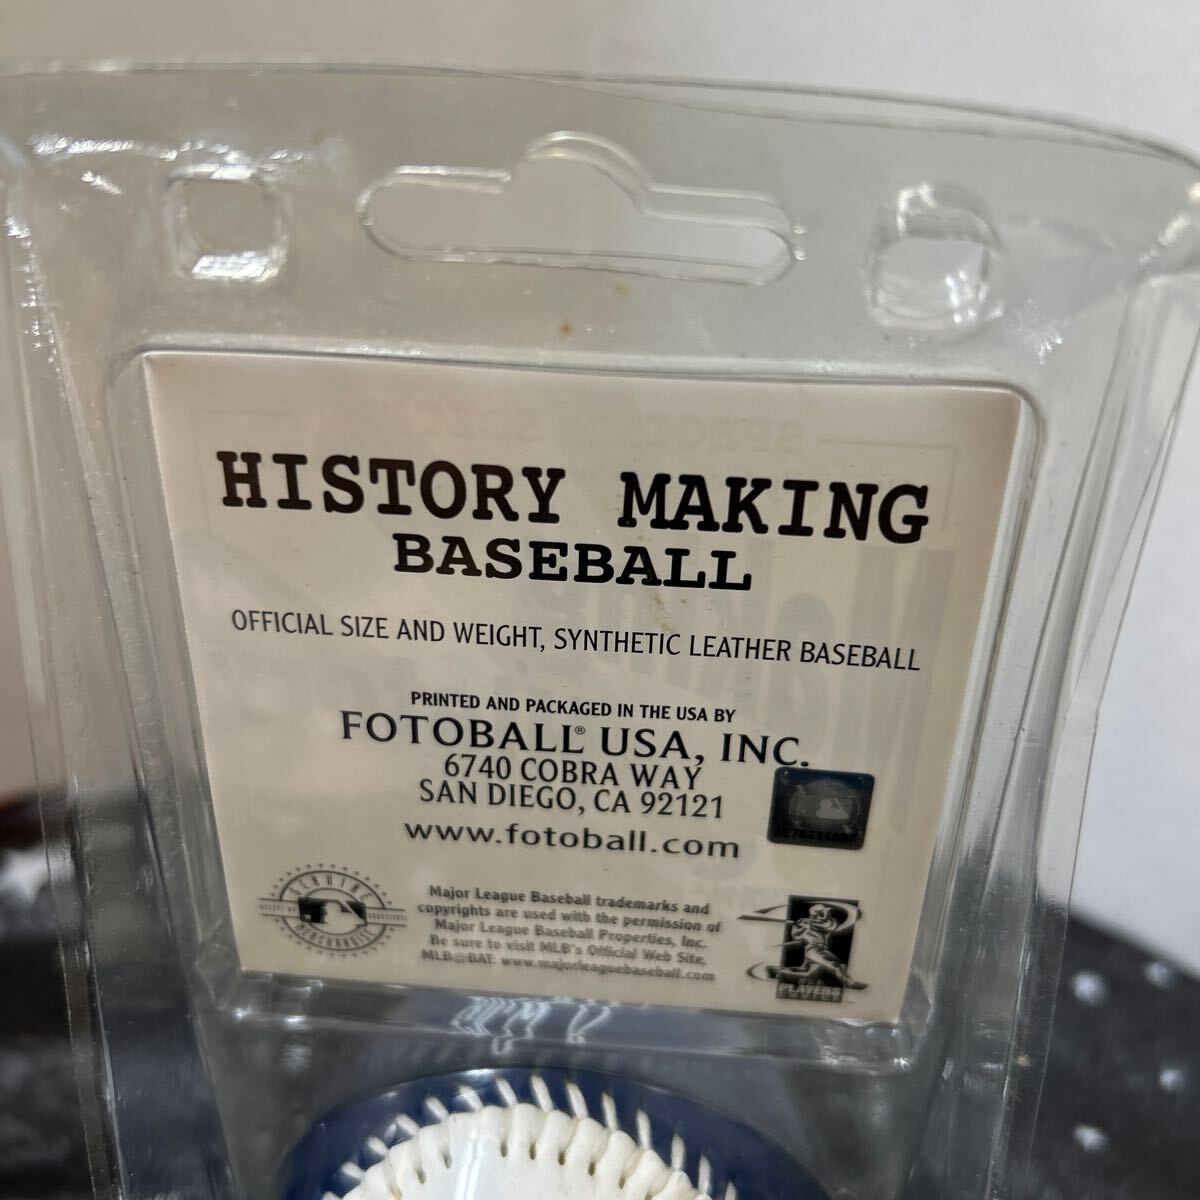 HISTORY MAKING
BASEBALL
OFFICIAL SIZE AND WEIGHT, SYNTHETIC LEATHER BASEBALL
PRINTED AND PACKAGED IN THE USA BY
FOTOBALL® USA, INC.
6740 COBRA WAY
SAN DIEGO, CA 92121
www.fotoball.com
GENUINE
MERCHANDISE
Major League Baseball trademarks and
copyrights are used with the permission of
Major League Baseball Properties, Inc.
Be sure to visit MLB's Official Web Site,
MLB@BAT: www.majorleaguebaseball.com
PLAYERS